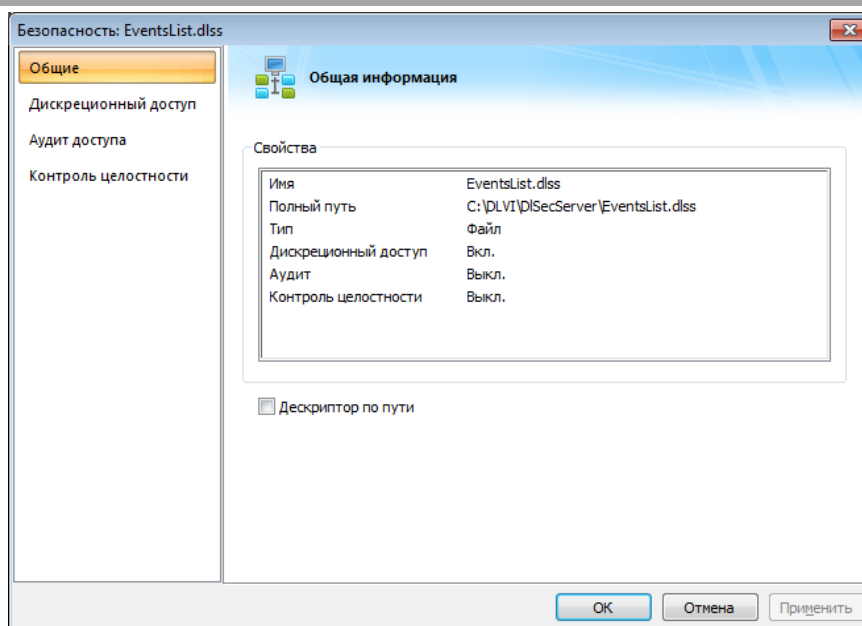 Безопасность: EventsList.dlss
Общие
Дискреционный доступ
Аудит доступа
Контроль целостности
Общая информация
Свойства
Имя EventsList.dlss
Полный путь C:\DLVI\DlSecServer\EventsList.dlss
Тип Файл
Дискреционный доступ Вкл.
Аудит Выкл.
Контроль целостности Выкл.
Дескриптор по пути
ОК Отмена Применить